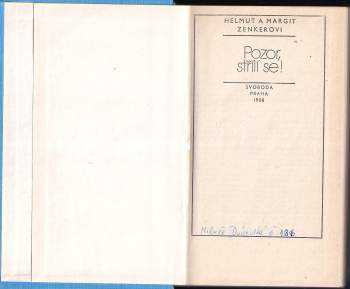 HELMUT A MARGIT
ZENKEROVI
Pozor,
střílí se!
SVOBODA
PRAHA
1988